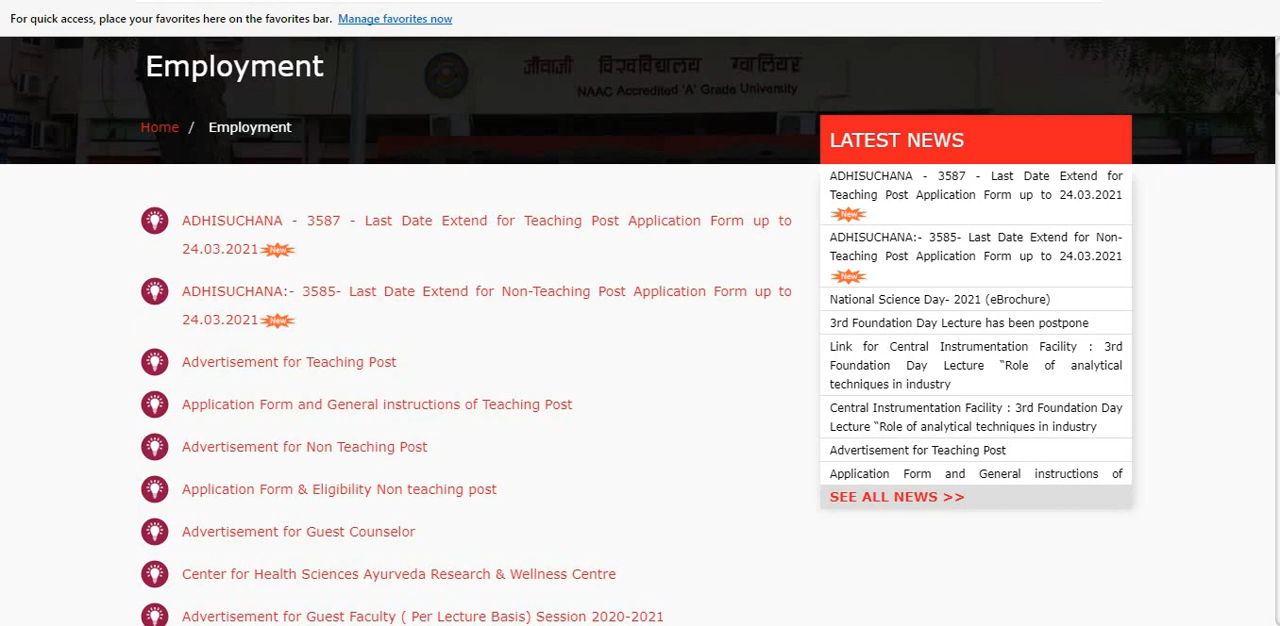 For quick access, place your favorites here on the favorites bar. Manage favorites now
Employment
जीवाजी विश्वविद्यालय ग्वालियर
NAAC Accredited 'A' Grade University
Home / Employment
ADHISUCHANA - 3587 - Last Date Extend for Teaching Post Application Form up to
24.03.2021 New
ADHISUCHANA:- 3585- Last Date Extend for Non-Teaching Post Application Form up to
24.03.2021 New
Advertisement for Teaching Post
Application Form and General instructions of Teaching Post
Advertisement for Non Teaching Post
Application Form & Eligibility Non teaching post
Advertisement for Guest Counselor
Center for Health Sciences Ayurveda Research & Wellness Centre
Advertisement for Guest Faculty ( Per Lecture Basis) Session 2020-2021
LATEST NEWS
ADHISUCHANA - 3587 - Last Date Extend for
Teaching Post Application Form up to 24.03.2021
New
ADHISUCHANA:- 3585- Last Date Extend for Non-
Teaching Post Application Form up to 24.03.2021
New
National Science Day- 2021 (eBrochure)
3rd Foundation Day Lecture has been postpone
Link for Central Instrumentation Facility : 3rd
Foundation Day Lecture “Role of analytical
techniques in industry
Central Instrumentation Facility : 3rd Foundation Day
Lecture “Role of analytical techniques in industry
Advertisement for Teaching Post
Application Form and General instructions of
SEE ALL NEWS >>